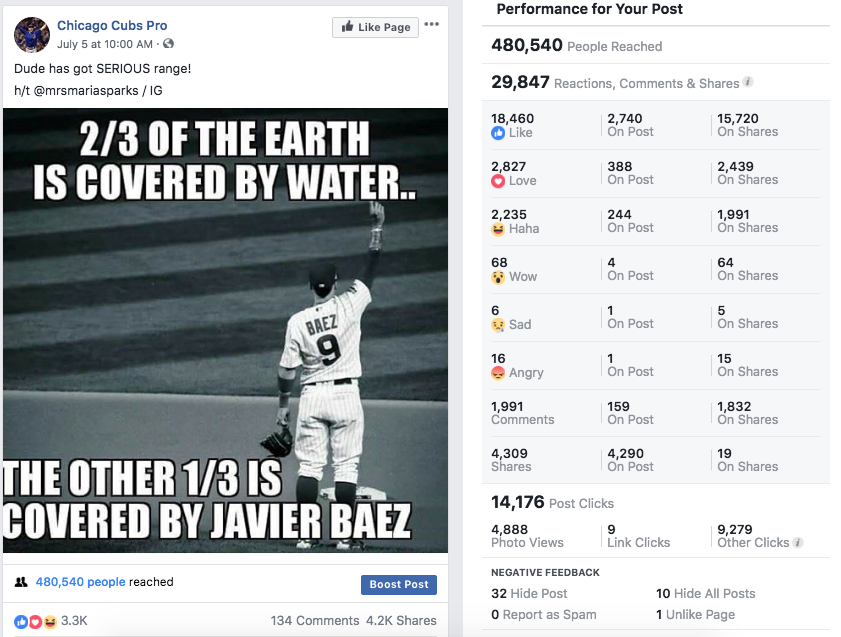 Chicago Cubs Pro
Like Page
July 5 at 10:00 AM ·
Dude has got SERIOUS range!
h/t @mrsmariasparks / IG
2/3 OF THE EARTH
IS COVERED BY WATER..
BAEZ
9
THE OTHER 1/3 IS
COVERED BY JAVIER BAEZ
480,540 people reached
Boost Post
3.3K
134 Comments 4.2K Shares
Performance for Your Post
480,540 People Reached
29,847 Reactions, Comments & Shares
18,460 2,740 15,720
Like On Post On Shares
2,827 388 2,439
Love On Post On Shares
2,235 244 1,991
Haha On Post On Shares
68 4 64
Wow On Post On Shares
6 1 5
Sad On Post On Shares
16 1 15
Angry On Post On Shares
1,991 159 1,832
Comments On Post On Shares
4,309 4,290 19
Shares On Post On Shares
14,176 Post Clicks
4,888 9 9,279
Photo Views Link Clicks Other Clicks
NEGATIVE FEEDBACK
32 Hide Post 10 Hide All Posts
0 Report as Spam 1 Unlike Page